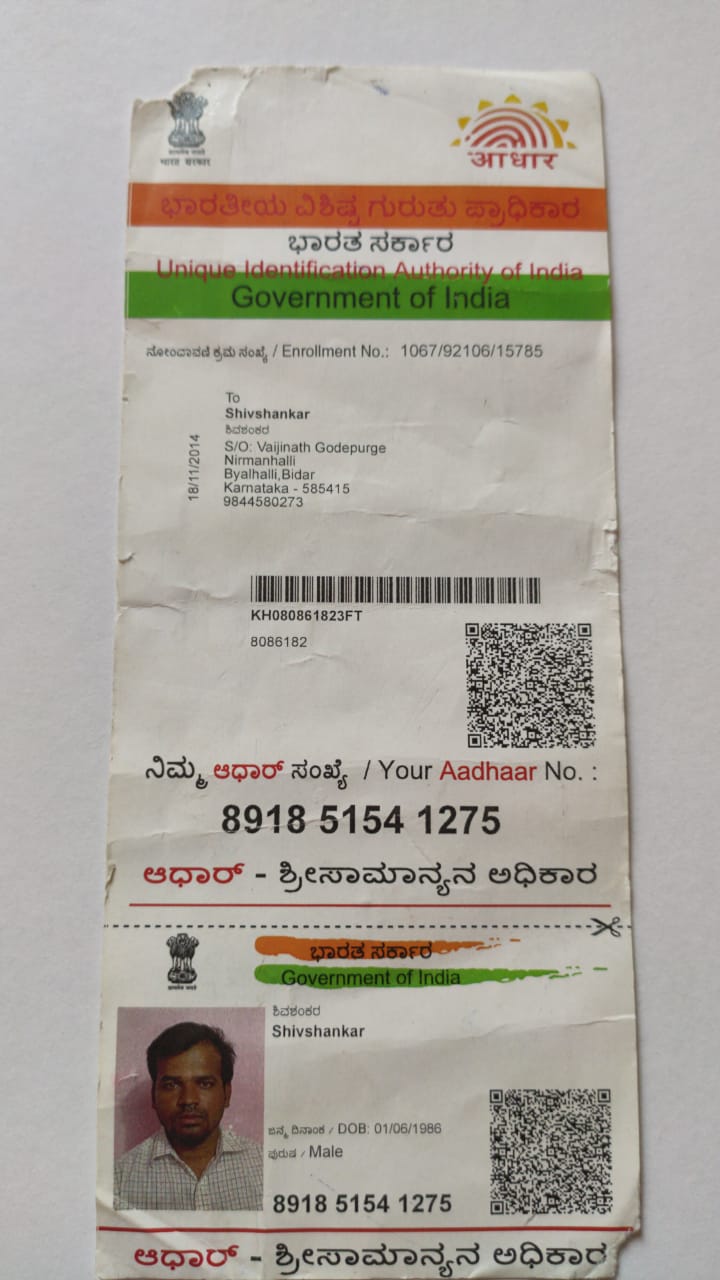 भारत सरकार
आधार
ಭಾರತೀಯ ವಿಶಿಷ್ಟ ಗುರುತು ಪ್ರಾಧಿಕಾರ
ಭಾರತ ಸರ್ಕಾರ
Unique Identification Authority of India
Government of India
ನೋಂದಾವಣಿ ಕ್ರಮ ಸಂಖ್ಯೆ / Enrollment No.: 1067/92106/15785
18/11/2014
To
Shivshankar
ಶಿವಶಂಕರ
S/O: Vaijinath Godepurge
Nirmanhalli
Byalhalli,Bidar
Karnataka - 585415
9844580273
KH080861823FT
8086182
ನಿಮ್ಮ ಆಧಾರ್ ಸಂಖ್ಯೆ / Your Aadhaar No. :
8918 5154 1275
ಆಧಾರ್ - ಶ್ರೀಸಾಮಾನ್ಯನ ಅಧಿಕಾರ
ಭಾರತ ಸರ್ಕಾರ
Government of India
ಶಿವಶಂಕರ
Shivshankar
ಜನ್ಮ ದಿನಾಂಕ / DOB: 01/06/1986
ಪುರುಷ / Male
8918 5154 1275
ಆಧಾರ್ - ಶ್ರೀಸಾಮಾನ್ಯನ ಅಧಿಕಾರ